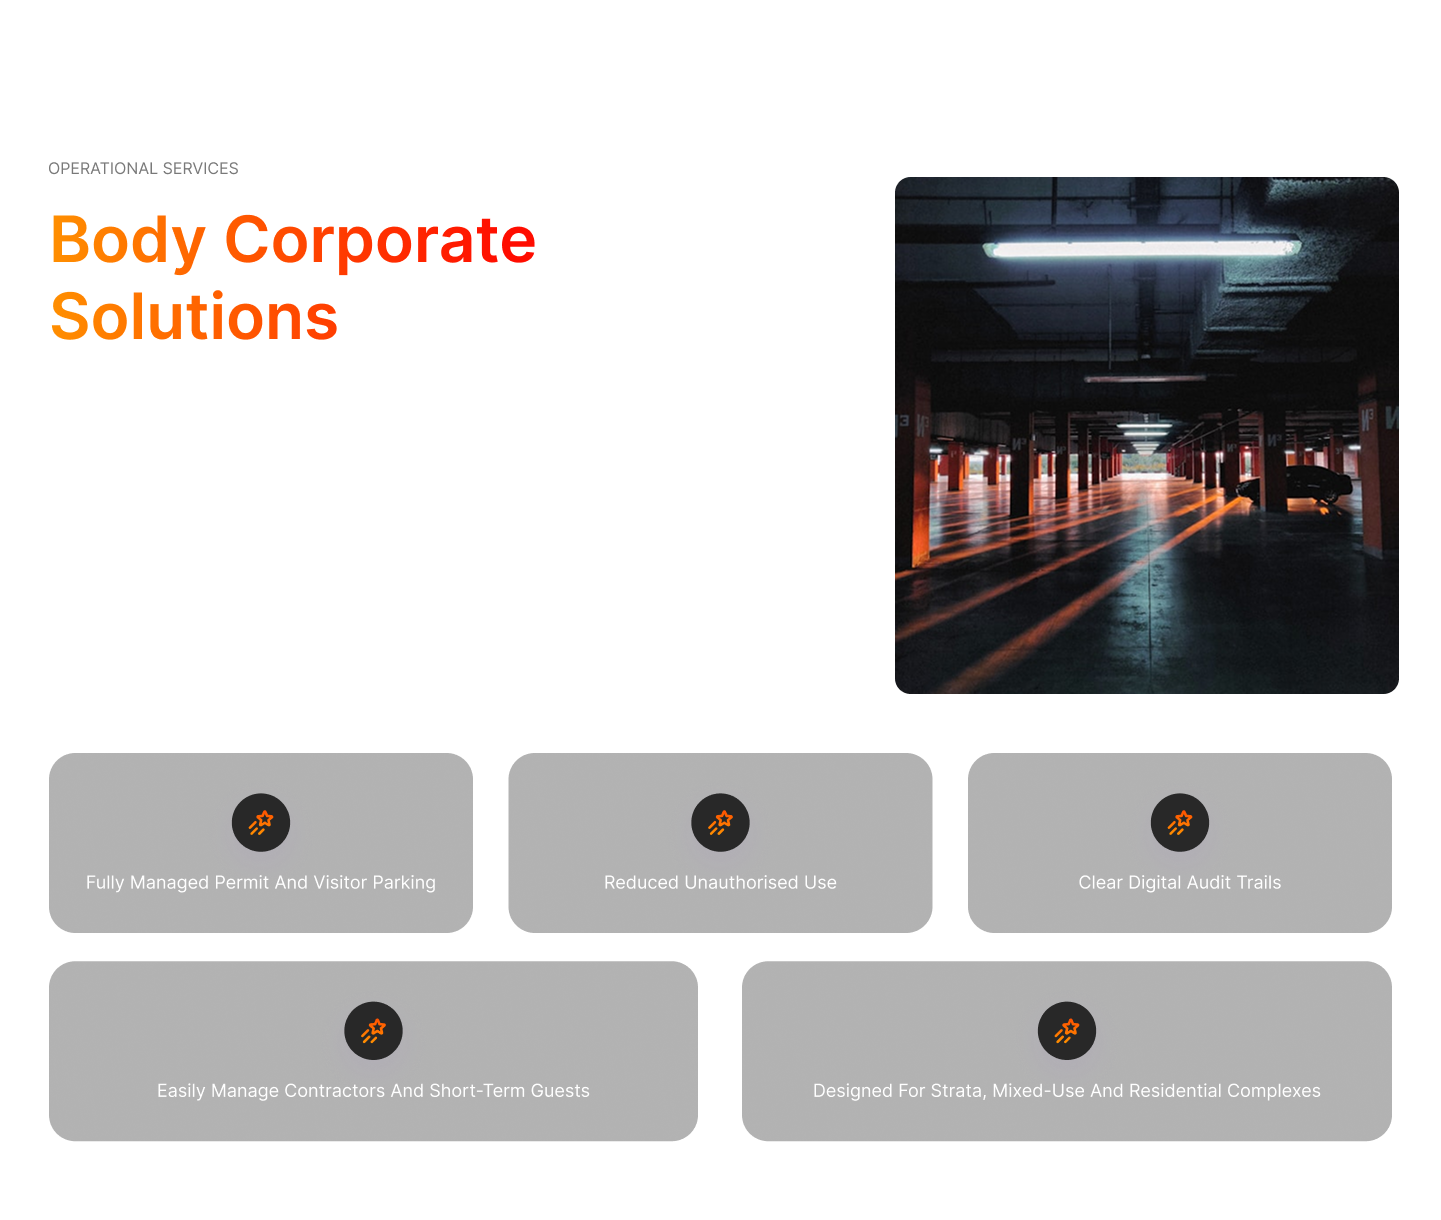 OPERATIONAL SERVICES
Body Corporate
Solutions
Fully Managed Permit And Visitor Parking
Reduced Unauthorised Use
Clear Digital Audit Trails
Easily Manage Contractors And Short-Term Guests
Designed For Strata, Mixed-Use And Residential Complexes